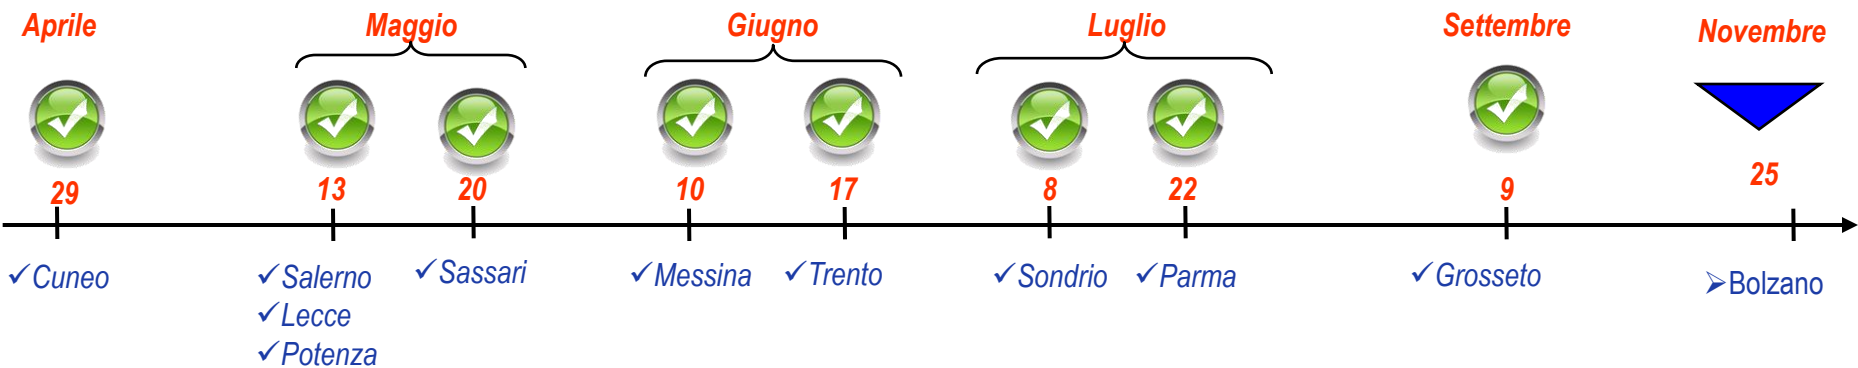 Aprile Maggio Giugno Luglio Settembre Novembre
29 13 20 10 17 8 22 9 25
✓Cuneo ✓Salerno ✓Sassari ✓Messina ✓Trento ✓Sondrio ✓Parma ✓Grosseto ➢Bolzano
✓Lecce
✓Potenza